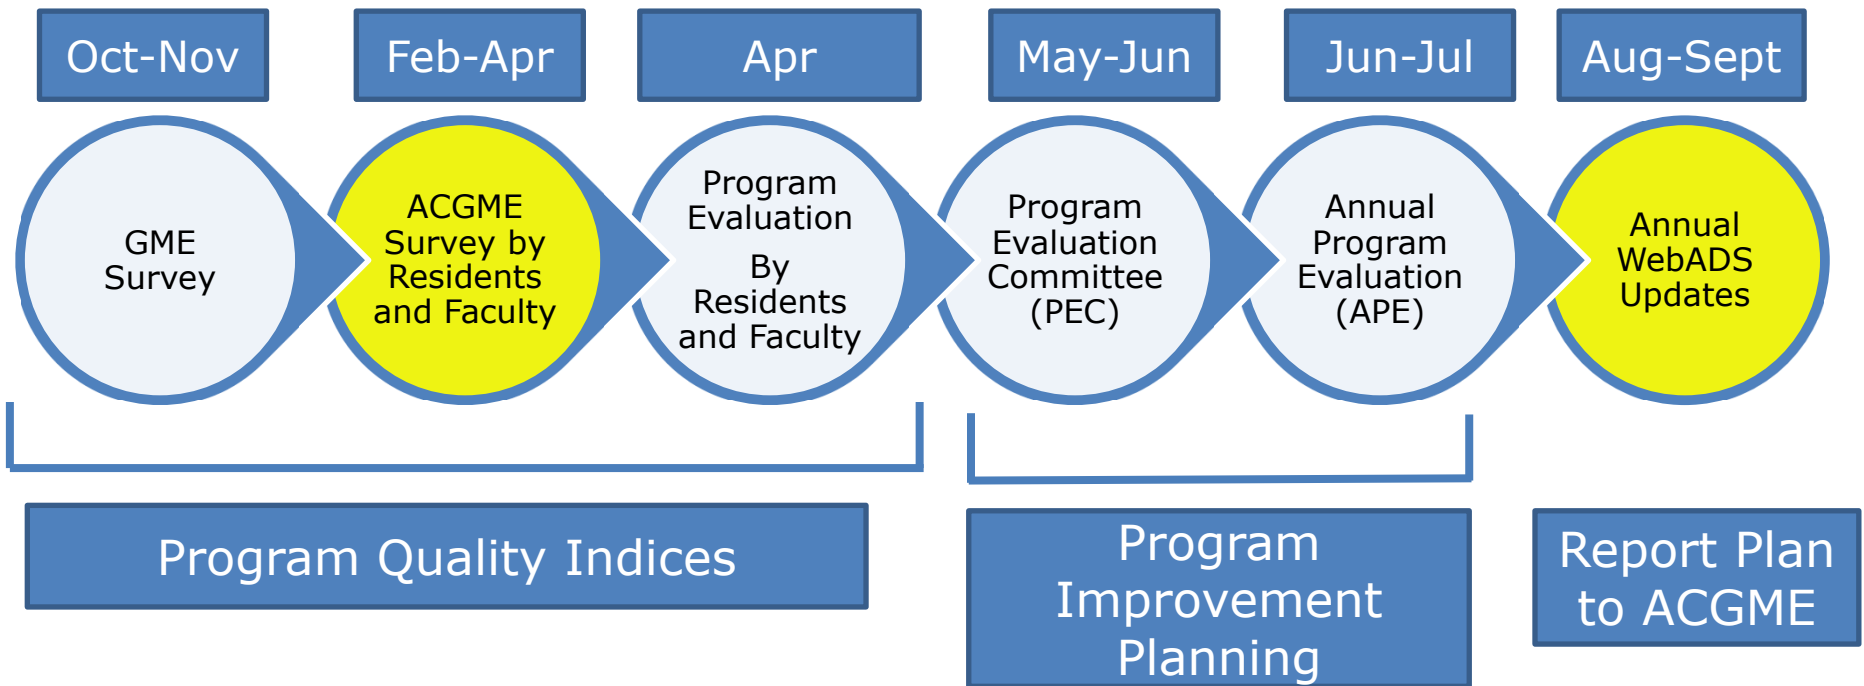 Oct-Nov
Feb-Apr
Apr
May-Jun
Jun-Jul
Aug-Sept
GME
Survey
ACGME
Survey by
Residents
and Faculty
Program
Evaluation
By
Residents
and Faculty
Program
Evaluation
Committee
(PEC)
Annual
Program
Evaluation
(APE)
Annual
WebADS
Updates
Program Quality Indices
Program
Improvement
Planning
Report Plan
to ACGME